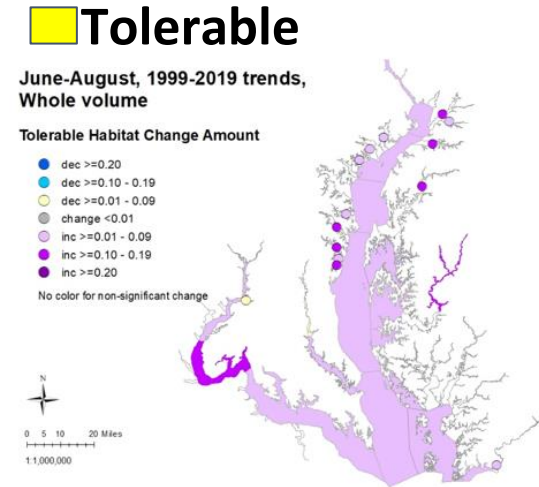 Tolerable
June-August, 1999-2019 trends,
Whole volume
Tolerable Habitat Change Amount
dec >=0.20
dec >=0.10 - 0.19
dec >=0.01 - 0.09
change <0.01
inc >=0.01 - 0.09
inc >=0.10 - 0.19
inc >=0.20
No color for non-significant change
N
0 5 10 20 Miles
1:1,000,000